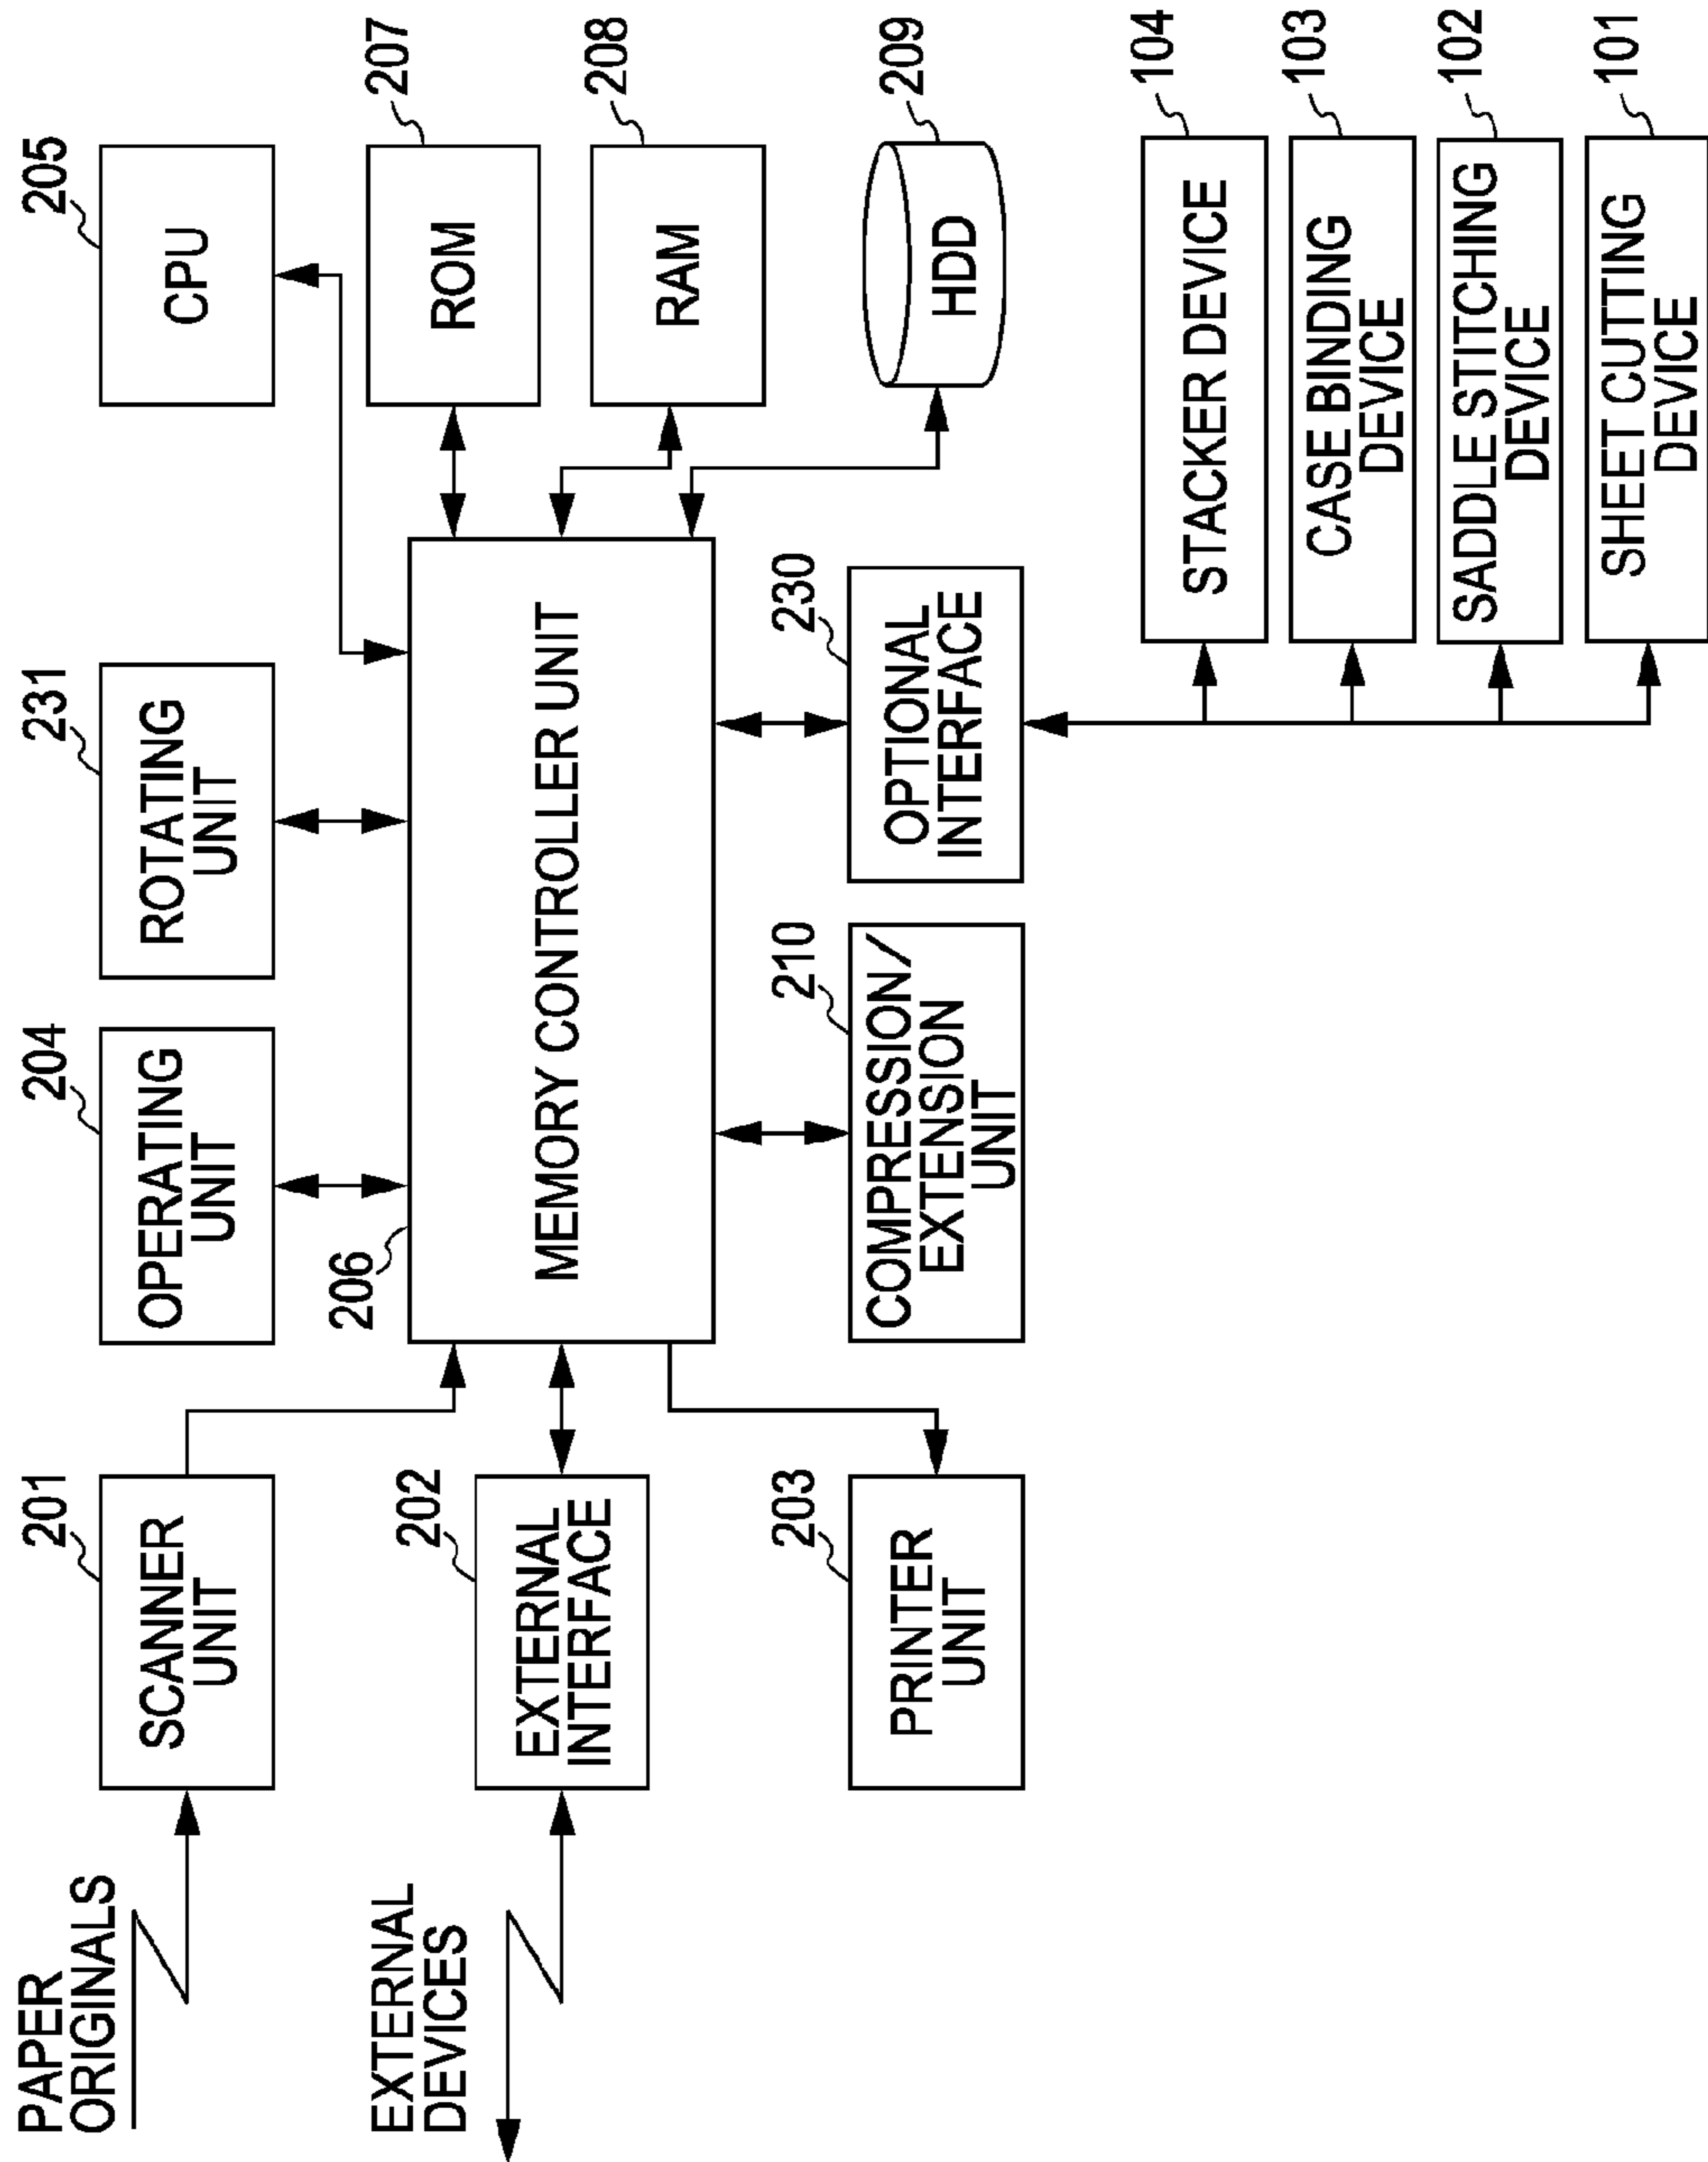 PAPER
ORIGINALS
201
SCANNER
UNIT
204
OPERATING
UNIT
231
ROTATING
UNIT
205
CPU
EXTERNAL
DEVICES
202
EXTERNAL
INTERFACE
206
MEMORY CONTROLLER UNIT
207
ROM
208
RAM
203
PRINTER
UNIT
210
COMPRESSION/
EXTENSION
UNIT
230
OPTIONAL
INTERFACE
209
HDD
104
STACKER DEVICE
103
CASE BINDING
DEVICE
102
SADDLE STITCHING
DEVICE
101
SHEET CUTTING
DEVICE